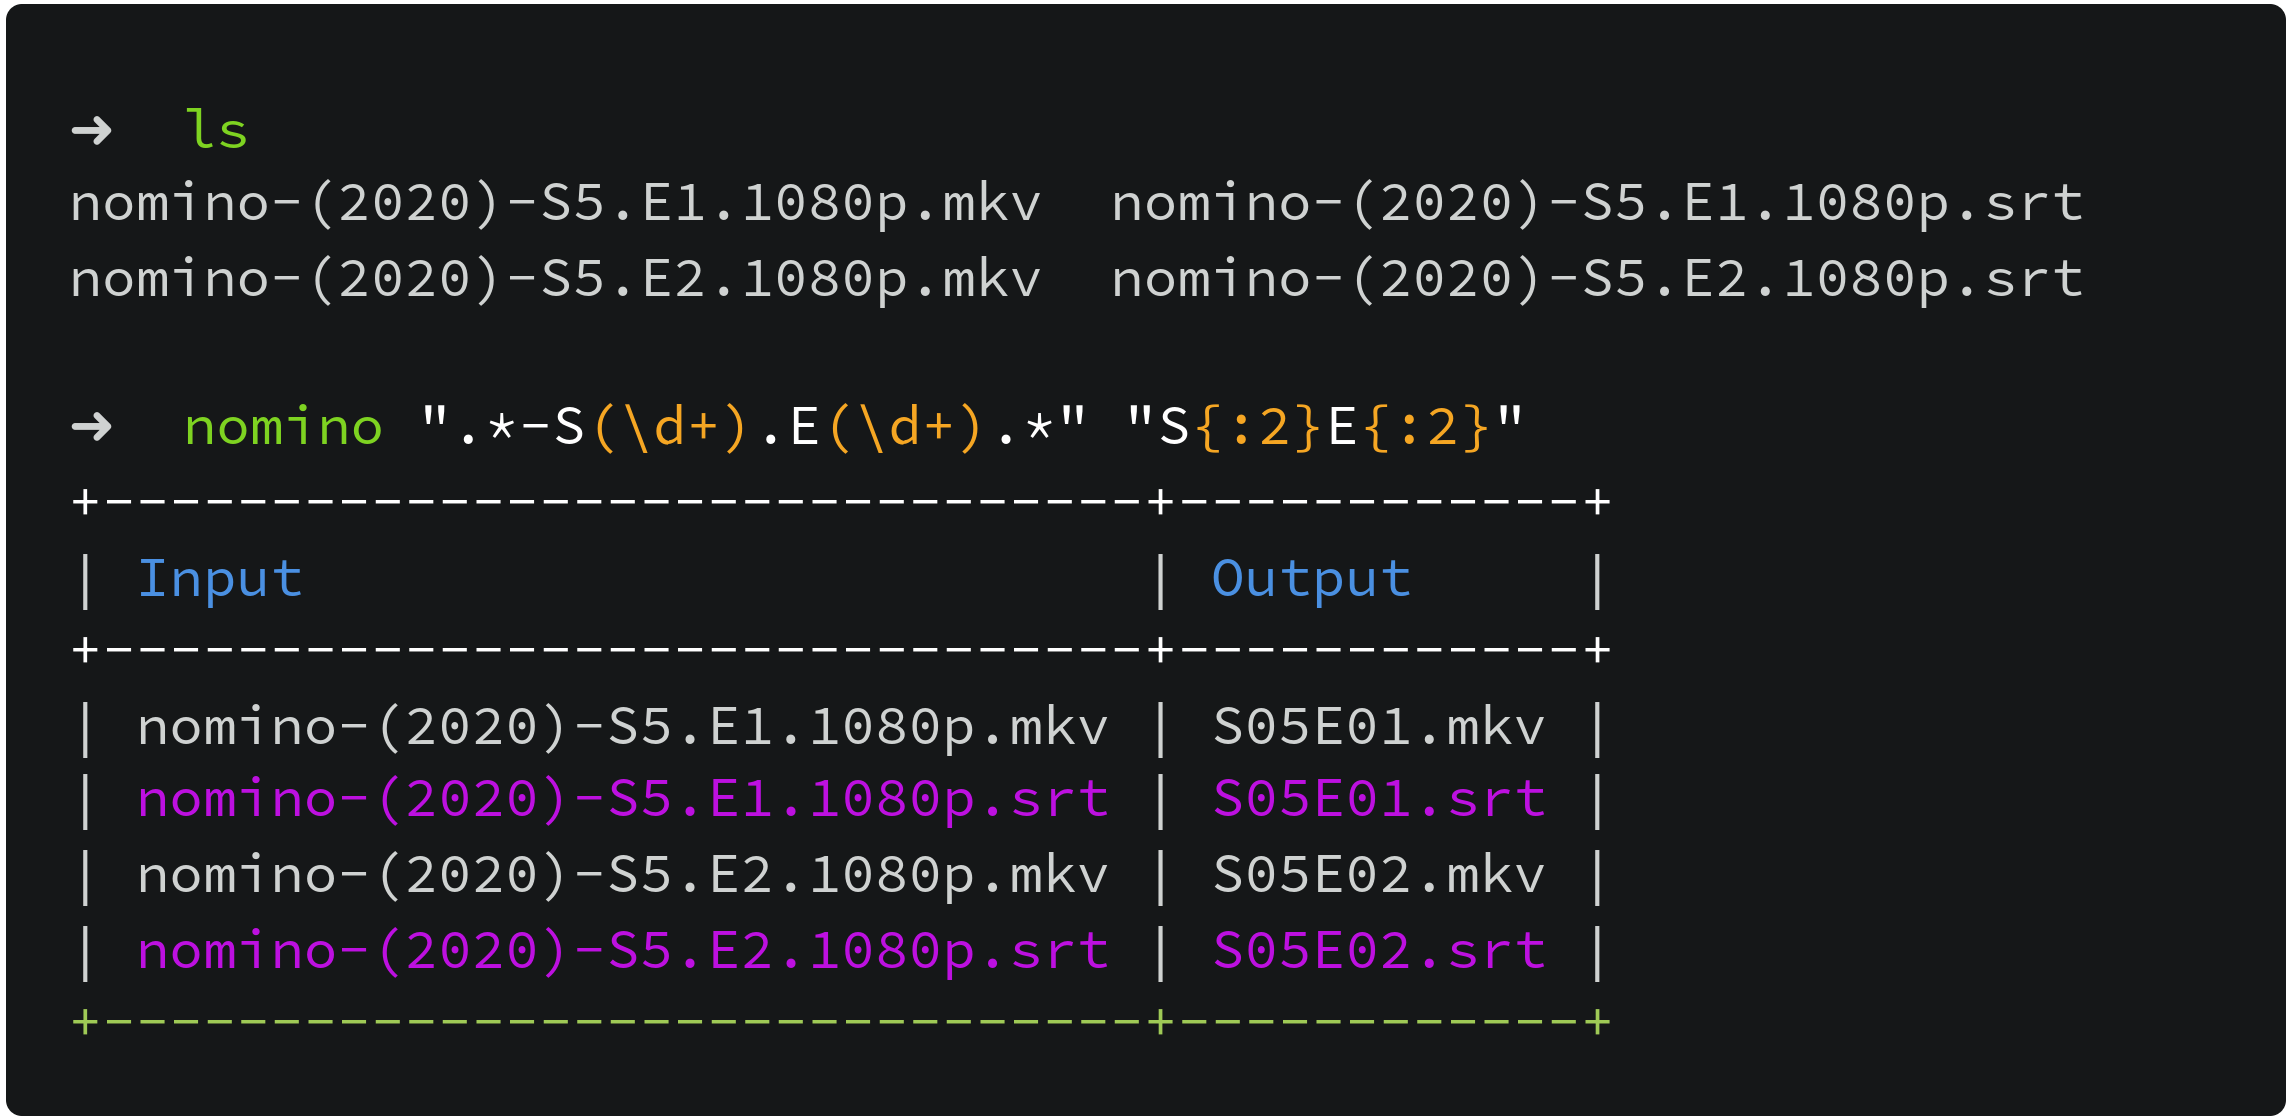 ➜  ls
nomino-(2020)-S5.E1.1080p.mkv  nomino-(2020)-S5.E1.1080p.srt
nomino-(2020)-S5.E2.1080p.mkv  nomino-(2020)-S5.E2.1080p.srt
➜  nomino ".*-S(\d+).E(\d+).*" "S{:2}E{:2}"
+-------------------------------+------------+
| Input                         | Output     |
+-------------------------------+------------+
| nomino-(2020)-S5.E1.1080p.mkv | S05E01.mkv |
| nomino-(2020)-S5.E1.1080p.srt | S05E01.srt |
| nomino-(2020)-S5.E2.1080p.mkv | S05E02.mkv |
| nomino-(2020)-S5.E2.1080p.srt | S05E02.srt |
+-------------------------------+------------+